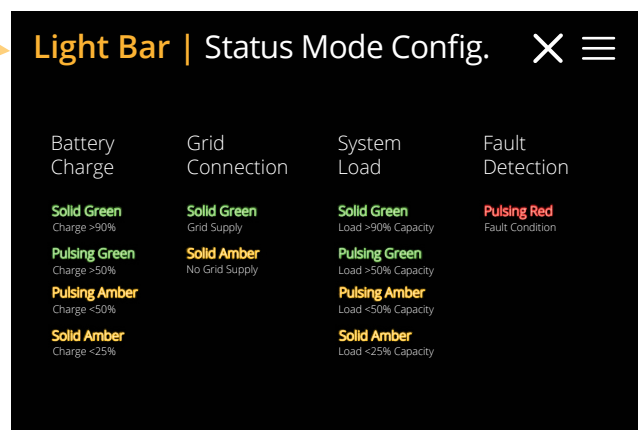 Light Bar | Status Mode Config.
Battery
Charge
Solid Green
Charge >90%
Pulsing Green
Charge >50%
Pulsing Amber
Charge <50%
Solid Amber
Charge <25%
Grid
Connection
Solid Green
Grid Supply
Solid Amber
No Grid Supply
System
Load
Solid Green
Load >90% Capacity
Pulsing Green
Load >50% Capacity
Pulsing Amber
Load <50% Capacity
Solid Amber
Load <25% Capacity
Fault
Detection
Pulsing Red
Fault Condition